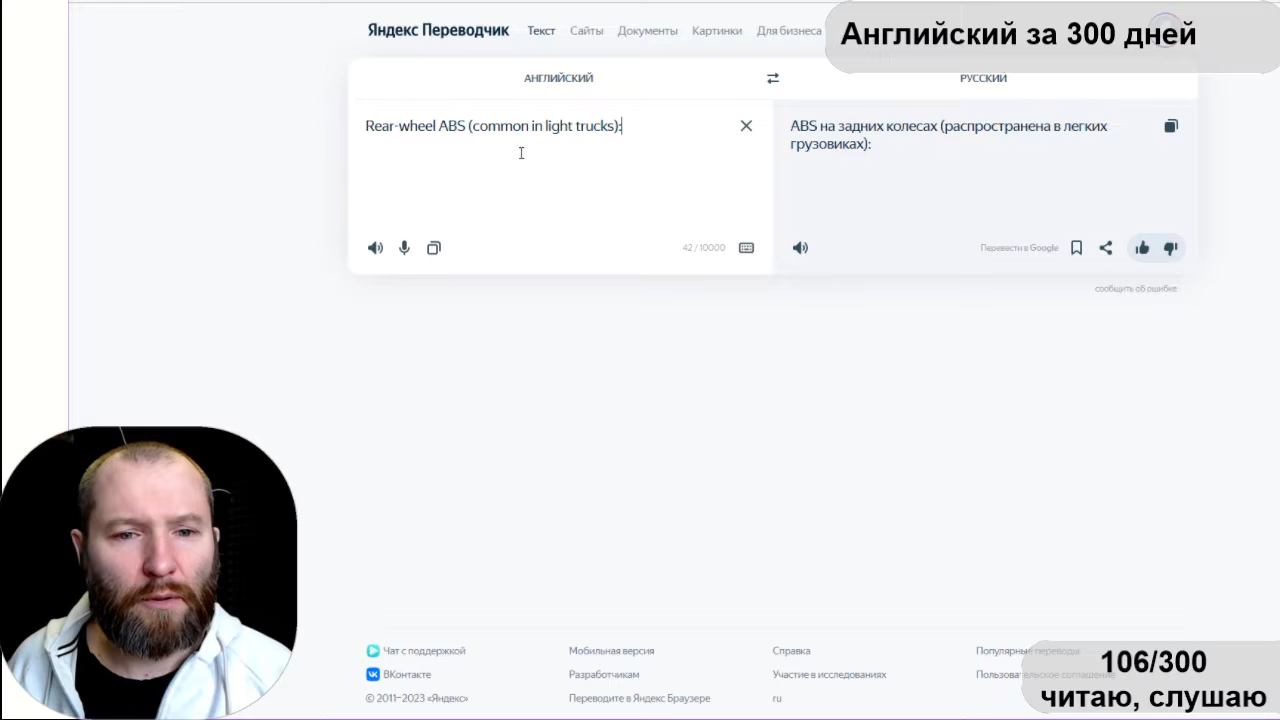 Яндекс Переводчик Текст Сайты Документы Картинки Для бизнеса
Английский за 300 дней
АНГЛИЙСКИЙ
РУССКИЙ
Rear-wheel ABS (common in light trucks):
ABS на задних колесах (распространена в легких
грузовиках):
42 / 10000
Перевести в Google
сообщить об ошибке
Чат с поддержкой
Мобильная версия
Справка
Популярные переводы
ВКонтакте
Разработчикам
Участие в исследованиях
Пользовательское соглашение
© 2011–2023 «Яндекс»
Переводите в Яндекс Браузере
ru
106/300
читаю, слушаю